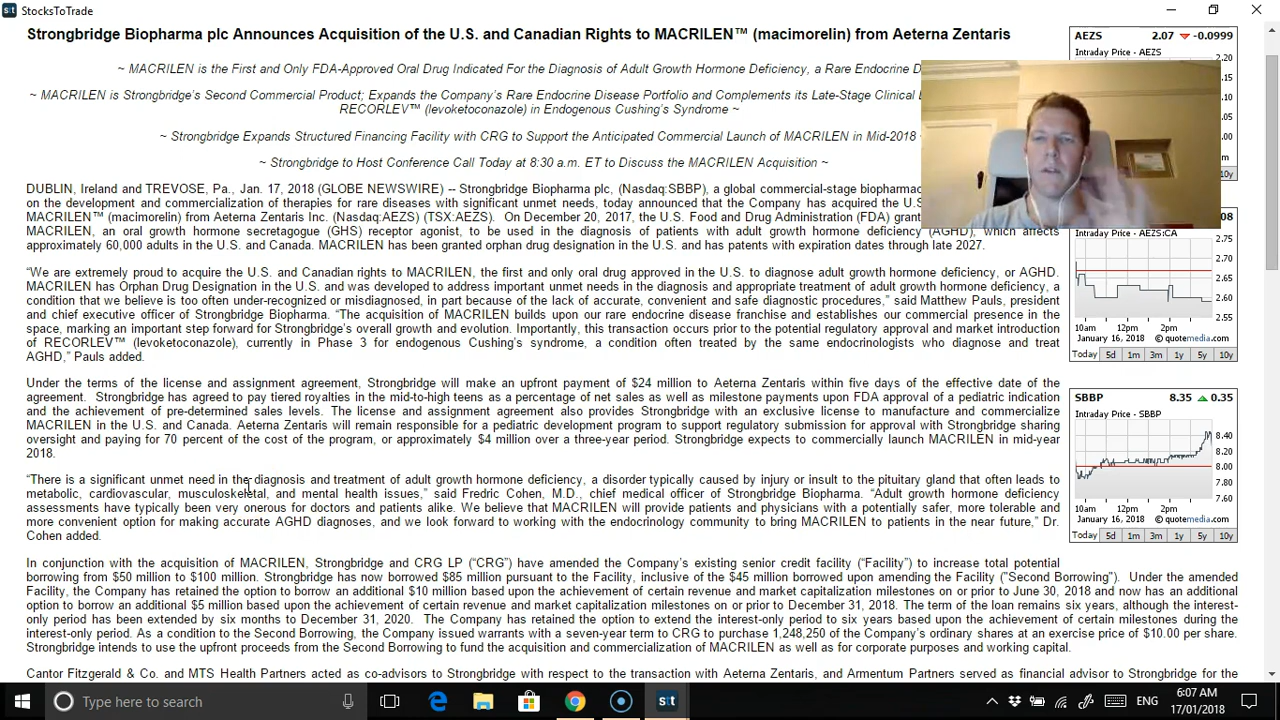 StocksToTrade
Strongbridge Biopharma plc Announces Acquisition of the U.S. and Canadian Rights to MACRILEN™ (macimorelin) from Aeterna Zentaris
~ MACRILEN is the First and Only FDA-Approved Oral Drug Indicated For the Diagnosis of Adult Growth Hormone Deficiency, a Rare Endocrine D
~ MACRILEN is Strongbridge's Second Commercial Product; Expands the Company's Rare Endocrine Disease Portfolio and Complements its Late-Stage Clinical
RECORLEV™ (levoketoconazole) in Endogenous Cushing's Syndrome ~
~ Strongbridge Expands Structured Financing Facility with CRG to Support the Anticipated Commercial Launch of MACRILEN in Mid-2018 ~
~ Strongbridge to Host Conference Call Today at 8:30 a.m. ET to Discuss the MACRILEN Acquisition ~
DUBLIN, Ireland and TREVOSE, Pa., Jan. 17, 2018 (GLOBE NEWSWIRE) -- Strongbridge Biopharma plc, (Nasdaq:SBBP), a global commercial-stage biopharmac
on the development and commercialization of therapies for rare diseases with significant unmet needs, today announced that the Company has acquired the U.S
MACRILEN™ (macimorelin) from Aeterna Zentaris Inc. (Nasdaq:AEZS) (TSX:AEZS). On December 20, 2017, the U.S. Food and Drug Administration (FDA) grant
MACRILEN, an oral growth hormone secretagogue (GHS) receptor agonist, to be used in the diagnosis of patients with adult growth hormone deficiency (AGHD), which affects
approximately 60,000 adults in the U.S. and Canada. MACRILEN has been granted orphan drug designation in the U.S. and has patents with expiration dates through late 2027.
“We are extremely proud to acquire the U.S. and Canadian rights to MACRILEN, the first and only oral drug approved in the U.S. to diagnose adult growth hormone deficiency, or AGHD.
MACRILEN has Orphan Drug Designation in the U.S. and was developed to address important unmet needs in the diagnosis and appropriate treatment of adult growth hormone deficiency, a
condition that we believe is too often under-recognized or misdiagnosed, in part because of the lack of accurate, convenient and safe diagnostic procedures,” said Matthew Pauls, president
and chief executive officer of Strongbridge Biopharma. “The acquisition of MACRILEN builds upon our rare endocrine disease franchise and establishes our commercial presence in the
space, marking an important step forward for Strongbridge's overall growth and evolution. Importantly, this transaction occurs prior to the potential regulatory approval and market introduction
of RECORLEV™ (levoketoconazole), currently in Phase 3 for endogenous Cushing's syndrome, a condition often treated by the same endocrinologists who diagnose and treat
AGHD,” Pauls added.
Under the terms of the license and assignment agreement, Strongbridge will make an upfront payment of $24 million to Aeterna Zentaris within five days of the effective date of the
agreement. Strongbridge has agreed to pay tiered royalties in the mid-to-high teens as a percentage of net sales as well as milestone payments upon FDA approval of a pediatric indication
and the achievement of pre-determined sales levels. The license and assignment agreement also provides Strongbridge with an exclusive license to manufacture and commercialize
MACRILEN in the U.S. and Canada. Aeterna Zentaris will remain responsible for a pediatric development program to support regulatory submission for approval with Strongbridge sharing
oversight and paying for 70 percent of the cost of the program, or approximately $4 million over a three-year period. Strongbridge expects to commercially launch MACRILEN in mid-year
2018.
“There is a significant unmet need in the diagnosis and treatment of adult growth hormone deficiency, a disorder typically caused by injury or insult to the pituitary gland that often leads to
metabolic, cardiovascular, musculoskeletal, and mental health issues,” said Fredric Cohen, M.D., chief medical officer of Strongbridge Biopharma. “Adult growth hormone deficiency
assessments have typically been very onerous for doctors and patients alike. We believe that MACRILEN will provide patients and physicians with a potentially safer, more tolerable and
more convenient option for making accurate AGHD diagnoses, and we look forward to working with the endocrinology community to bring MACRILEN to patients in the near future,” Dr.
Cohen added.
In conjunction with the acquisition of MACRILEN, Strongbridge and CRG LP (“CRG”) have amended the Company's existing senior credit facility (“Facility”) to increase total potential
borrowing from $50 million to $100 million. Strongbridge has now borrowed $85 million pursuant to the Facility, inclusive of the $45 million borrowed upon amending the Facility ("Second Borrowing”). Under the amended
Facility, the Company has retained the option to borrow an additional $10 million based upon the achievement of certain revenue and market capitalization milestones on or prior to June 30, 2018 and now has an additional
option to borrow an additional $5 million based upon the achievement of certain revenue and market capitalization milestones on or prior to December 31, 2018. The term of the loan remains six years, although the interest-
only period has been extended by six months to December 31, 2020. The Company has retained the option to extend the interest-only period to six years based upon the achievement of certain milestones during the
interest-only period. As a condition to the Second Borrowing, the Company issued warrants with a seven-year term to CRG to purchase 1,248,250 of the Company's ordinary shares at an exercise price of $10.00 per share.
Strongbridge intends to use the upfront proceeds from the Second Borrowing to fund the acquisition and commercialization of MACRILEN as well as for corporate purposes and working capital.
Cantor Fitzgerald & Co. and MTS Health Partners acted as co-advisors to Strongbridge with respect to the transaction with Aeterna Zentaris, and Armentum Partners served as financial advisor to Strongbridge for the
AEZS 2.07 -0.0999
Intraday Price - AEZS
2.20
15
10
05
00
m
10y
08
Intraday Price - AEZS:CA
2.75
2.70
2.65
2.60
2.55
10am 12pm 2pm
January 16, 2018 © quotemedia.com
Today 5d 1m 3m 1y 5y 10y
SBBP 8.35 0.35
Intraday Price - SBBP
8.40
8.20
8.00
7.80
7.60
10am 12pm 2pm
January 16, 2018 © quotemedia.com
Today 5d 1m 3m 1y 5y 10y
Type here to search
stt
ENG
6:07 AM
17/01/2018